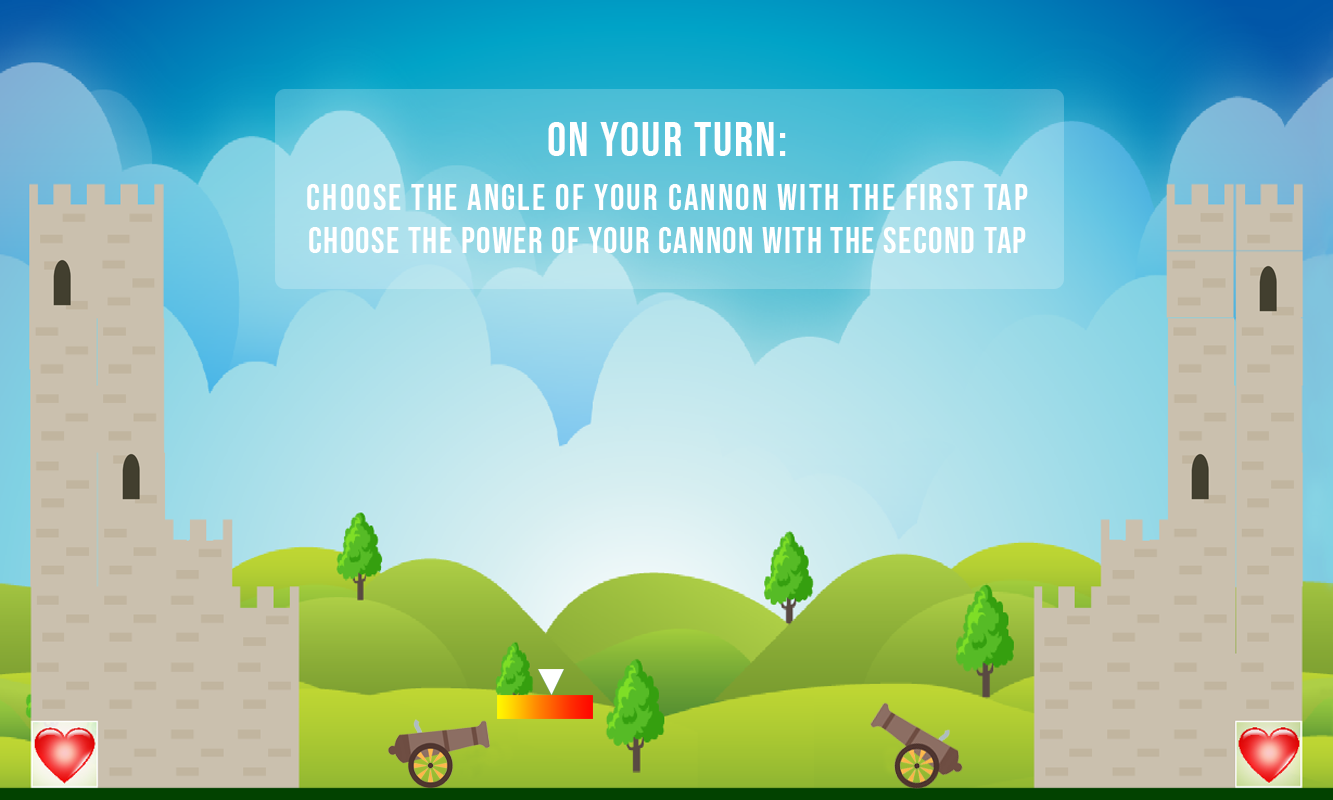 ON YOUR TURN:
CHOOSE THE ANGLE OF YOUR CANNON WITH THE FIRST TAP
CHOOSE THE POWER OF YOUR CANNON WITH THE SECOND TAP